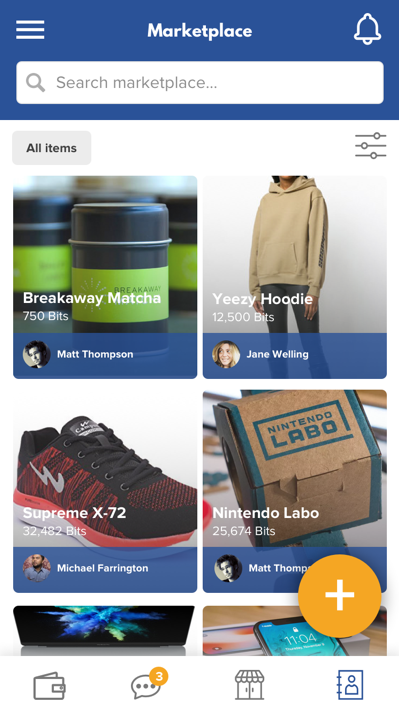 Marketplace
Search marketplace...
All items
BREAKAWAY
Breakaway Matcha
750 Bits
Matt Thompson
Yeezy Hoodie
12,500 Bits
Jane Welling
Supreme X-72
32,482 Bits
Michael Farrington
NINTENDO
LABO
Nintendo Labo
25,674 Bits
Matt Thomp
11:04
+
3